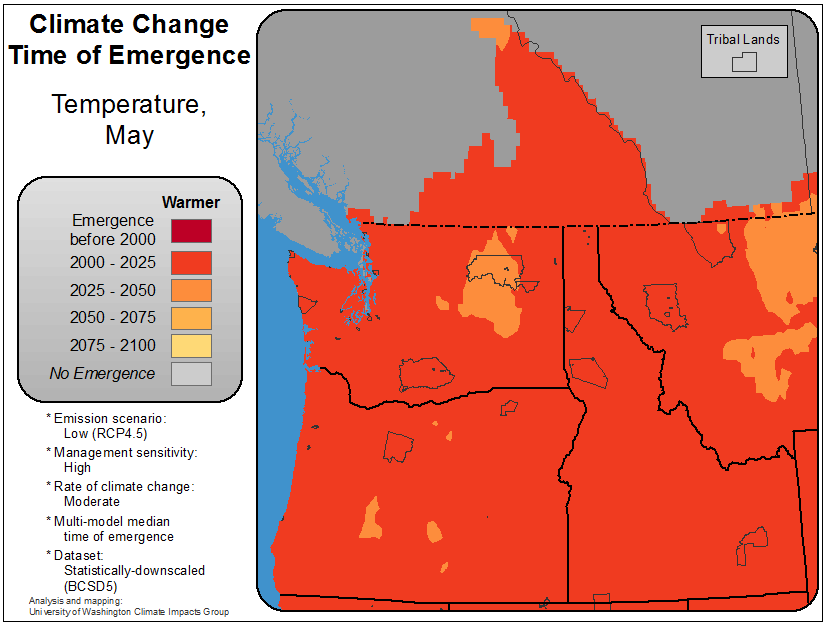 Climate Change
Time of Emergence
Temperature,
May
Warmer
Emergence
before 2000
2000 - 2025
2025 - 2050
2050 - 2075
2075 - 2100
No Emergence
* Emission scenario:
Low (RCP4.5)
* Management sensitivity:
High
* Rate of climate change:
Moderate
* Multi-model median
time of emergence
* Dataset:
Statistically-downscaled
(BCSD5)
Analysis and mapping:
University of Washington Climate Impacts Group
Tribal Lands